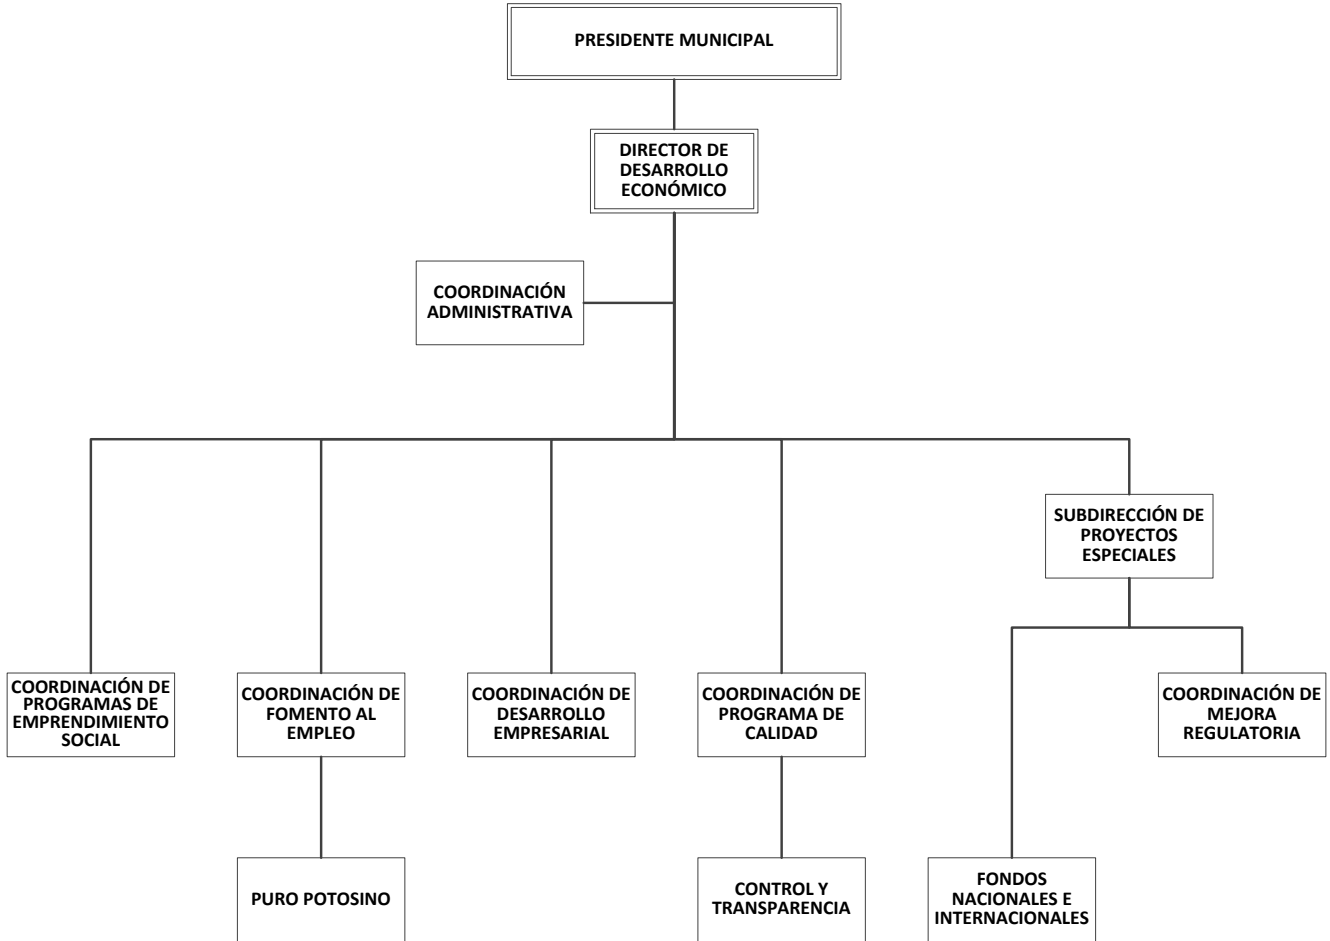 PRESIDENTE MUNICIPAL
DIRECTOR DE
DESARROLLO
ECONÓMICO
COORDINACIÓN
ADMINISTRATIVA
SUBDIRECCIÓN DE
PROYECTOS
ESPECIALES
COORDINACIÓN DE
PROGRAMAS DE
EMPRENDIMIENTO
SOCIAL
COORDINACIÓN DE
FOMENTO AL
EMPLEO
COORDINACIÓN DE
DESARROLLO
EMPRESARIAL
COORDINACIÓN DE
PROGRAMA DE
CALIDAD
COORDINACIÓN DE
MEJORA
REGULATORIA
PURO POTOSINO
CONTROL Y
TRANSPARENCIA
FONDOS
NACIONALES E
INTERNACIONALES